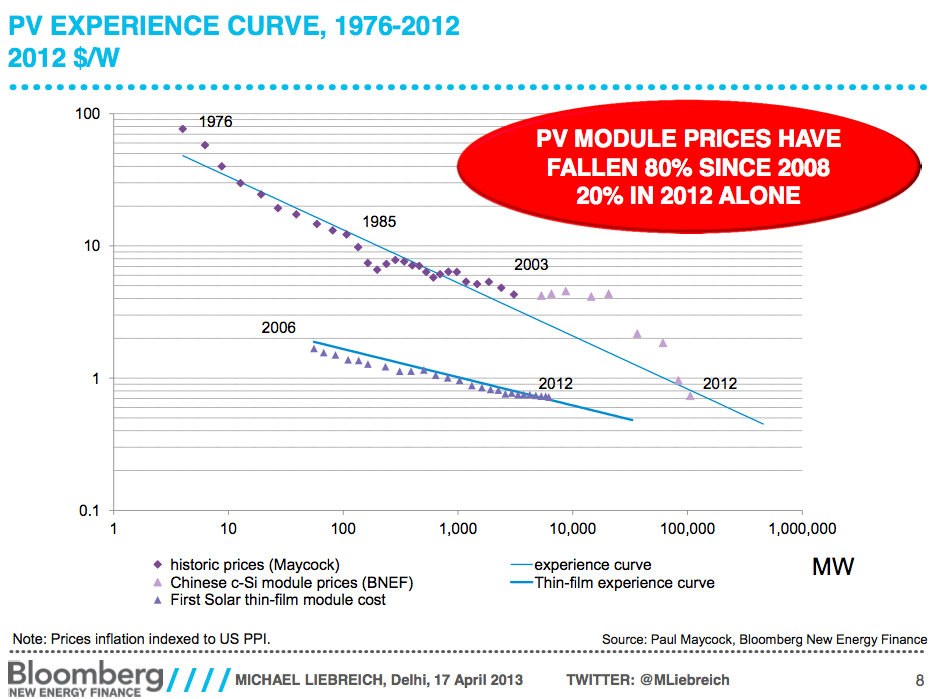 PV EXPERIENCE CURVE, 1976-2012
2012 $/W
PV MODULE PRICES HAVE
FALLEN 80% SINCE 2008
20% IN 2012 ALONE
100
10
1
0.1
1976
1985
2003
2006
2012
2012
1
10
100
1,000
10,000
100,000
1,000,000
MW
historic prices (Maycock)
experience curve
Chinese c-Si module prices (BNEF)
Thin-film experience curve
First Solar thin-film module cost
Note: Prices inflation indexed to US PPI.
Source: Paul Maycock, Bloomberg New Energy Finance
Bloomberg
NEW ENERGY FINANCE
////
MICHAEL LIEBREICH, Delhi, 17 April 2013
TWITTER: @MLiebreich
8